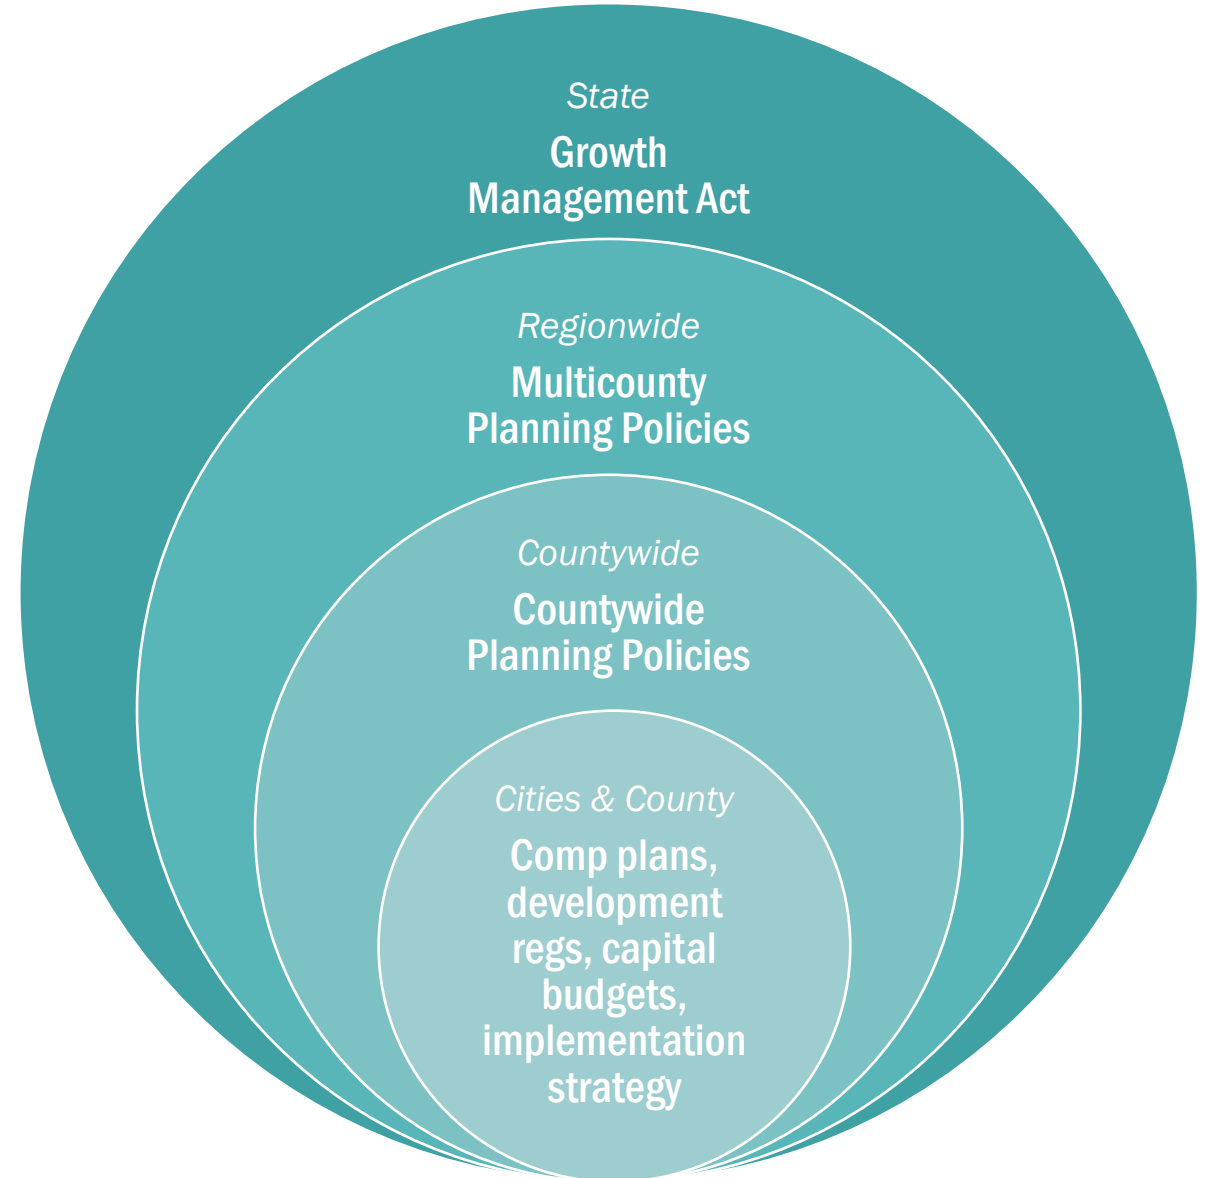 State
Growth
Management Act
Regionwide
Multicounty
Planning Policies
Countywide
Countywide
Planning Policies
Cities & County
Comp plans,
development
regs, capital
budgets,
implementation
strategy